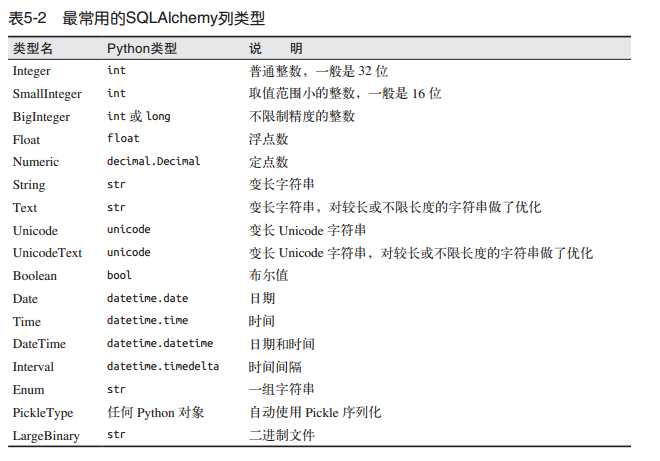 表5-2 最常用的SQLAlchemy列类型
类型名 Python类型 说 明
Integer int 普通整数，一般是 32 位
SmallInteger int 取值范围小的整数，一般是 16 位
BigInteger int 或 long 不限制精度的整数
Float float 浮点数
Numeric decimal.Decimal 定点数
String str 变长字符串
Text str 变长字符串，对较长或不限长度的字符串做了优化
Unicode unicode 变长 Unicode 字符串
UnicodeText unicode 变长 Unicode 字符串，对较长或不限长度的字符串做了优化
Boolean bool 布尔值
Date datetime.date 日期
Time datetime.time 时间
DateTime datetime.datetime 日期和时间
Interval datetime.timedelta 时间间隔
Enum str 一组字符串
PickleType 任何 Python 对象 自动使用 Pickle 序列化
LargeBinary str 二进制文件